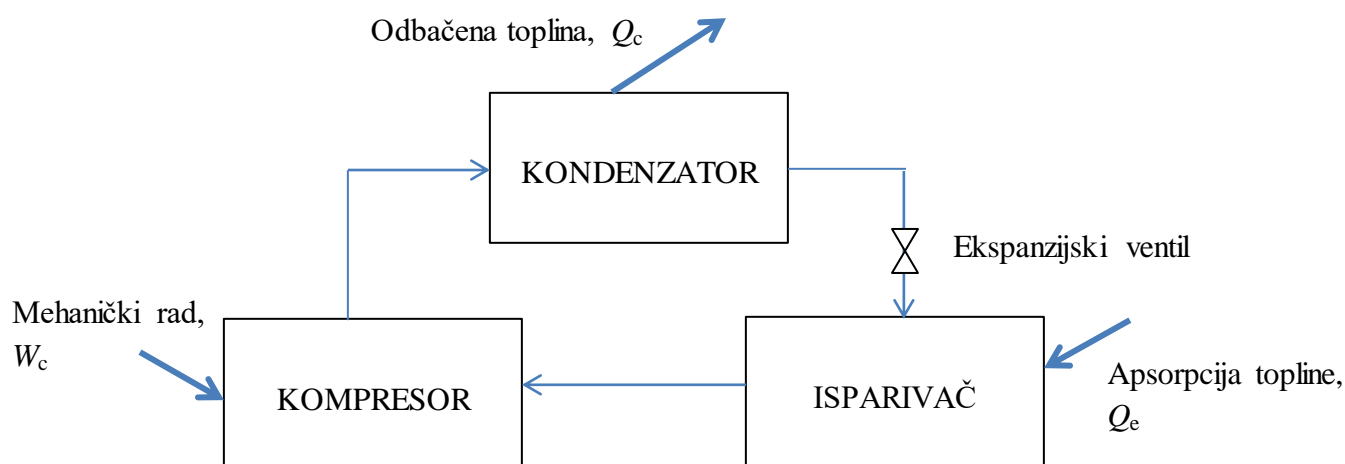 Odbačena toplina, Qc
KONDENZATOR
Ekspanzijski ventil
Mehanički rad,
Wc
KOMPRESOR
ISPARIVAČ
Apsorpcija topline,
Qe